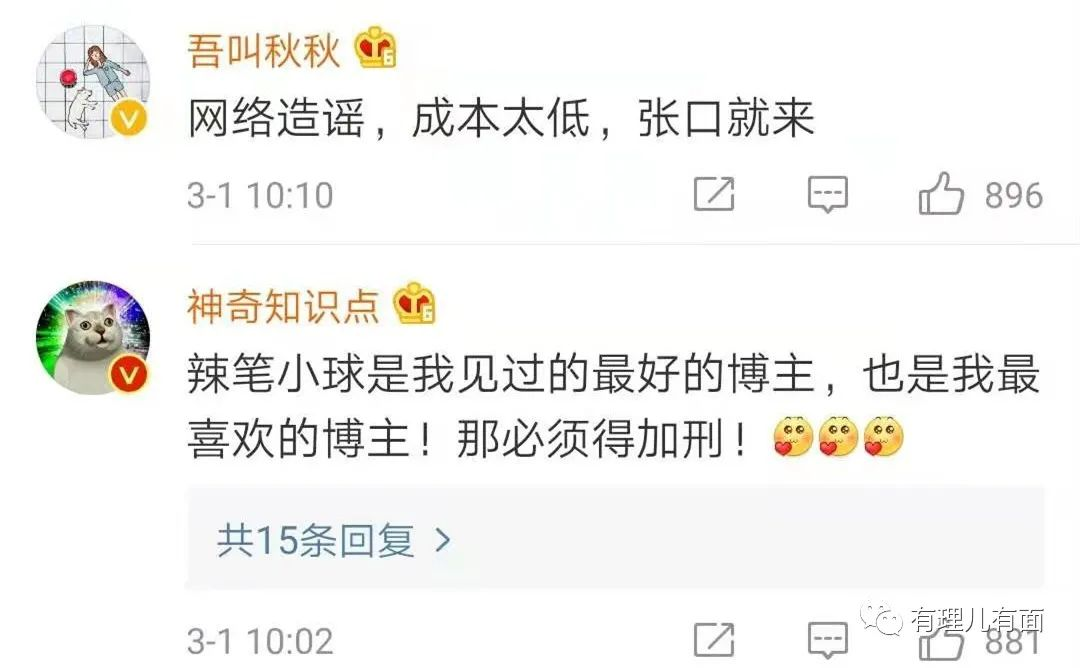 吾叫秋秋
网络造谣，成本太低，张口就来
3-1 10:10
896
神奇知识点
辣笔小球是我见过的最好的博主，也是我最
喜欢的博主！那必须得加刑！
共15条回复 >
3-1 10:02
881
有理儿有面